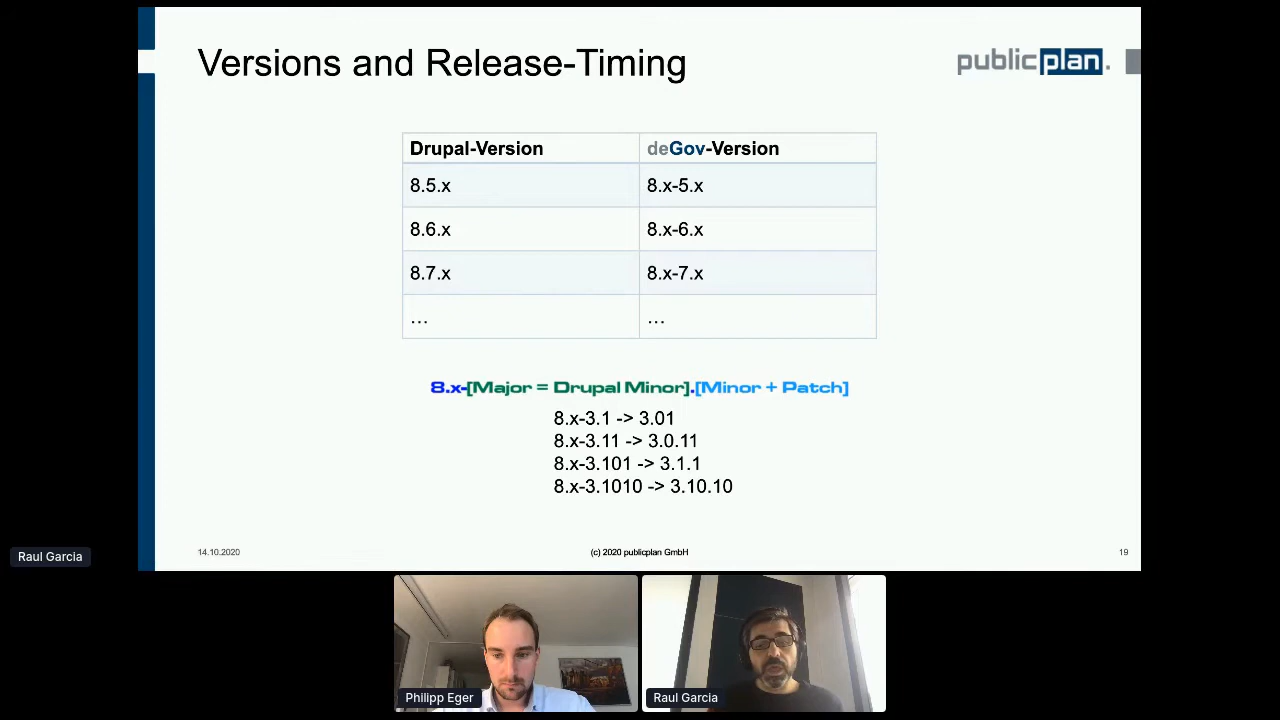 Versions and Release-Timing
publicplan.
Drupal-Version deGov-Version
8.5.x 8.x-5.x
8.6.x 8.x-6.x
8.7.x 8.x-7.x
... ...
8.x-[Major = Drupal Minor].[Minor + Patch]
8.x-3.1 -> 3.01
8.x-3.11 -> 3.0.11
8.x-3.101 -> 3.1.1
8.x-3.1010 -> 3.10.10
14.10.2020 (c) 2020 publicplan GmbH 19
Raul Garcia
Philipp Eger Raul Garcia